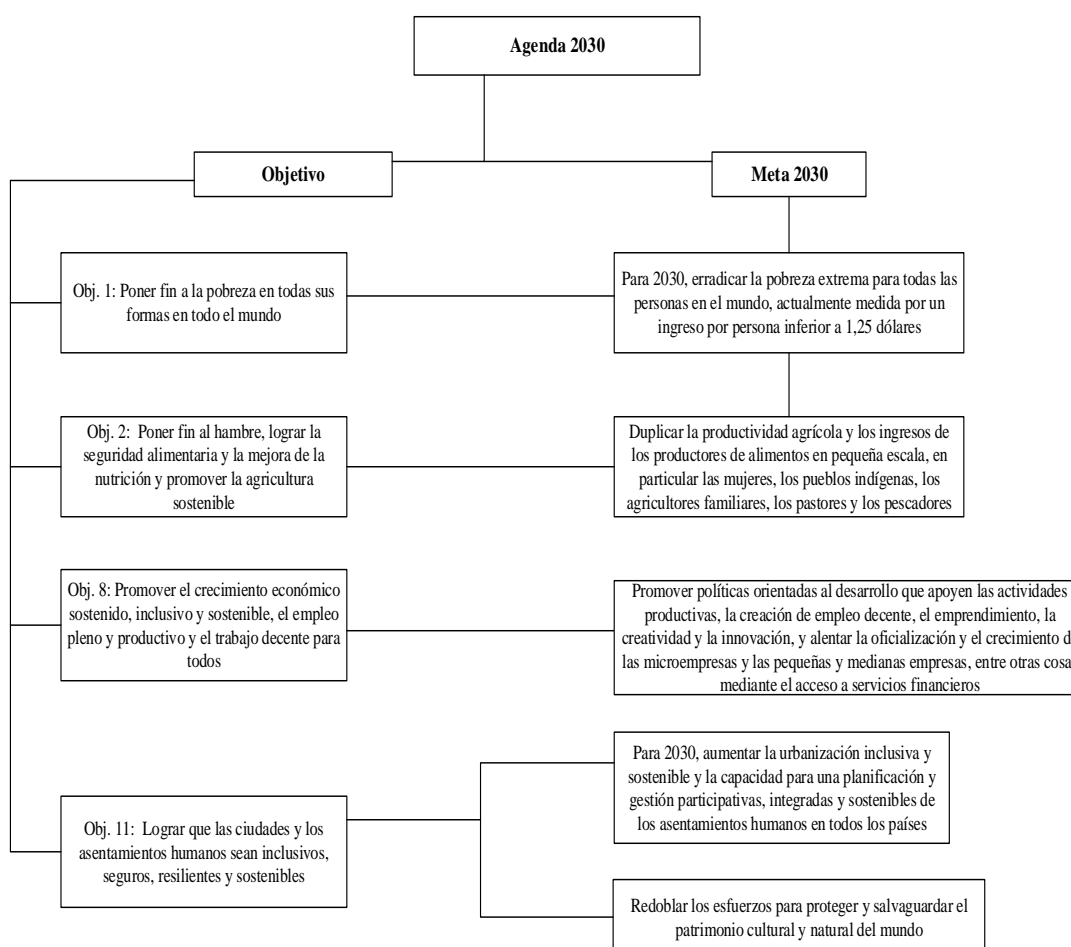 Agenda 2030
Objetivo
Meta 2030
Obj. 1: Poner fin a la pobreza en todas sus
formas en todo el mundo
Para 2030, erradicar la pobreza extrema para todas las
personas en el mundo, actualmente medida por un
ingreso por persona inferior a 1,25 dólares
Obj. 2: Poner fin al hambre, lograr la
seguridad alimentaria y la mejora de la
nutrición y promover la agricultura
sostenible
Duplicar la productividad agrícola y los ingresos de
los productores de alimentos en pequeña escala, en
particular las mujeres, los pueblos indígenas, los
agricultores familiares, los pastores y los pescadores
Obj. 8: Promover el crecimiento económico
sostenido, inclusivo y sostenible, el empleo
pleno y productivo y el trabajo decente para
todos
Promover políticas orientadas al desarrollo que apoyen las actividades
productivas, la creación de empleo decente, el emprendimiento, la
creatividad y la innovación, y alentar la oficialización y el crecimiento d
las microempresas y las pequeñas y medianas empresas, entre otras cosa
mediante el acceso a servicios financieros
Obj. 11: Lograr que las ciudades y los
asentamientos humanos sean inclusivos,
seguros, resilientes y sostenibles
Para 2030, aumentar la urbanización inclusiva y
sostenible y la capacidad para una planificación y
gestión participativas, integradas y sostenibles de
los asentamientos humanos en todos los países
Redoblar los esfuerzos para proteger y salvaguardar el
patrimonio cultural y natural del mundo